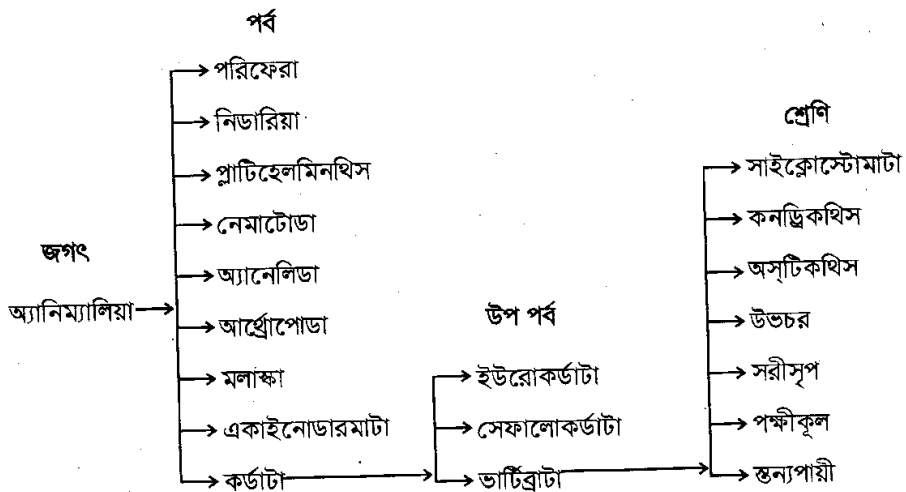 পর্ব
পরিফেরা
নিডারিয়া
প্লাটিহেলমিনথিস
নেমাটোডা
অ্যানেলিডা
আর্থ্রোপোডা
মলাস্কা
একাইনোডারমাটা
কর্ডাটা
জগৎ
অ্যানিম্যালিয়া
উপ পর্ব
ইউরোকর্ডাটা
সেফালোকর্ডাটা
ভার্টিব্রাটা
শ্রেণি
সাইক্লোস্টোমাটা
কনড্রিকথিস
অস্‌টিকথিস
উভচর
সরীসৃপ
পক্ষীকূল
স্তন্যপায়ী